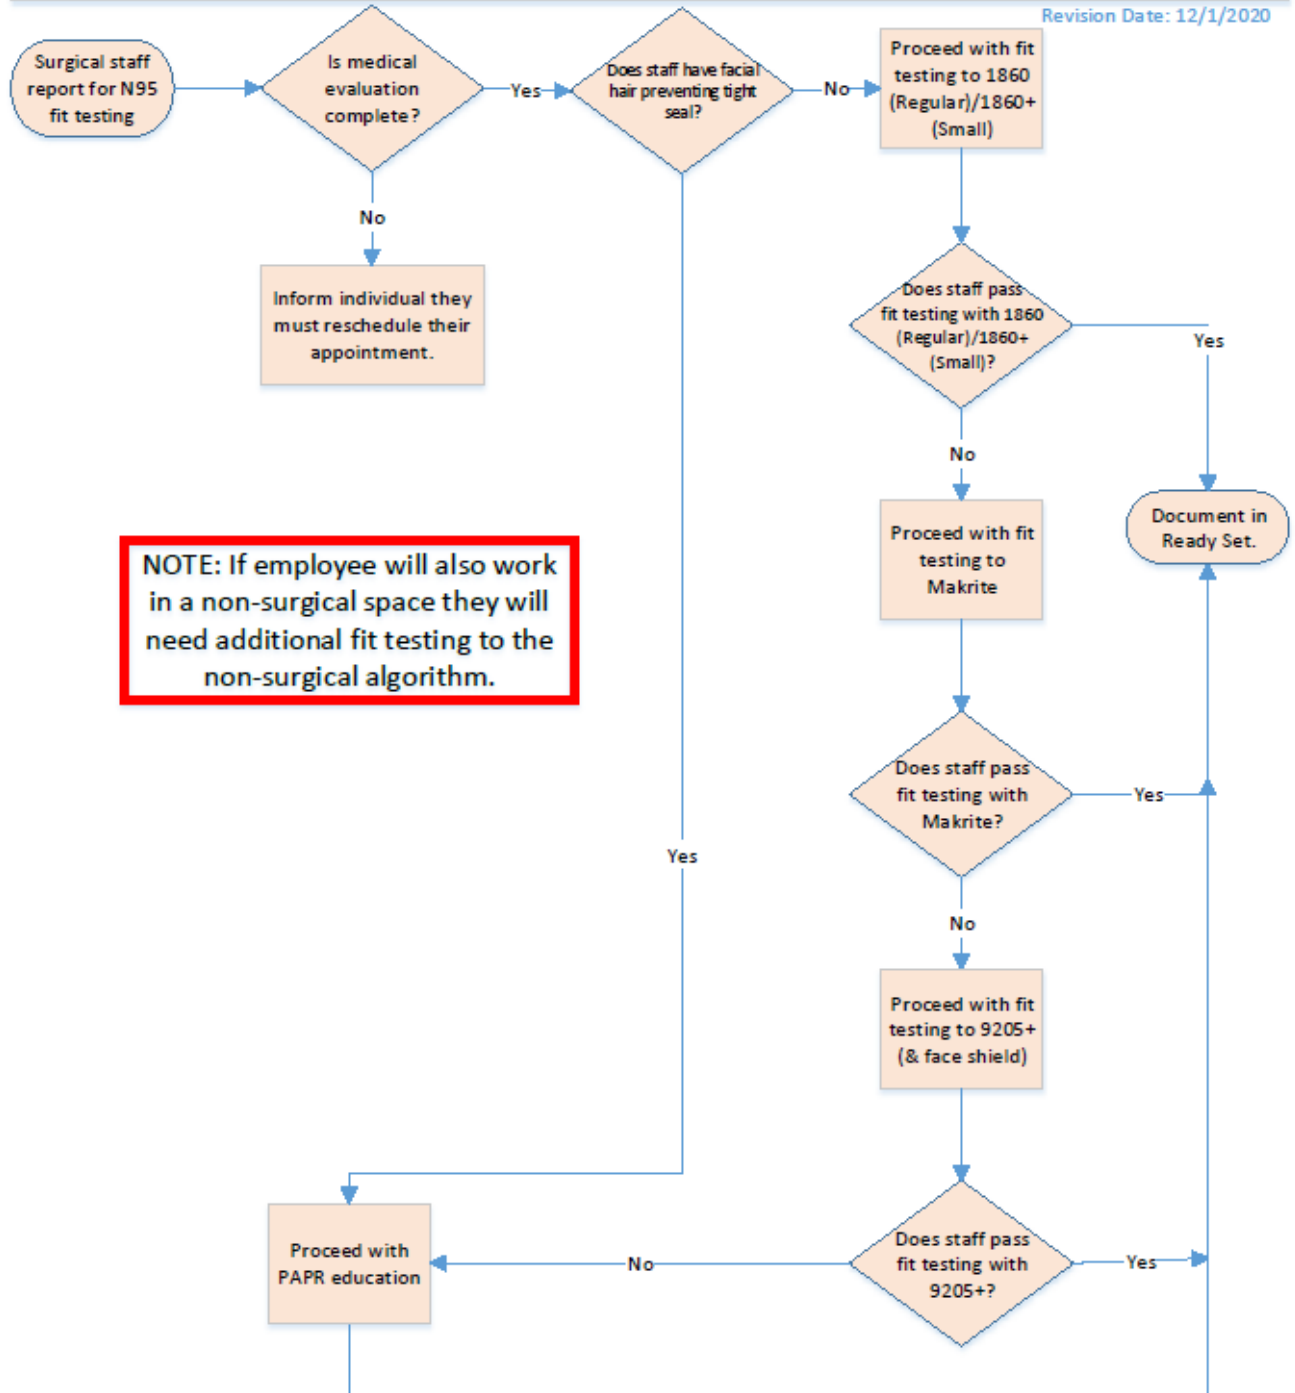 Revision Date: 12/1/2020
Surgical staff
report for N95
fit testing
Is medical
evaluation
complete?
Yes
Does staff have facial
hair preventing tight
seal?
No
Proceed with fit
testing to 1860
(Regular)/1860+
(Small)
No
Inform individual they
must reschedule their
appointment.
Does staff pass
fit testing with 1860
(Regular)/1860+
(Small)?
Yes
No
Document in
Ready Set.
Proceed with fit
testing to
Makrite
NOTE: If employee will also work
in a non-surgical space they will
need additional fit testing to the
non-surgical algorithm.
Does staff pass
fit testing with
Makrite?
Yes
Yes
No
Proceed with fit
testing to 9205+
(& face shield)
Proceed with
PAPR education
No
Does staff pass
fit testing with
9205+?
Yes